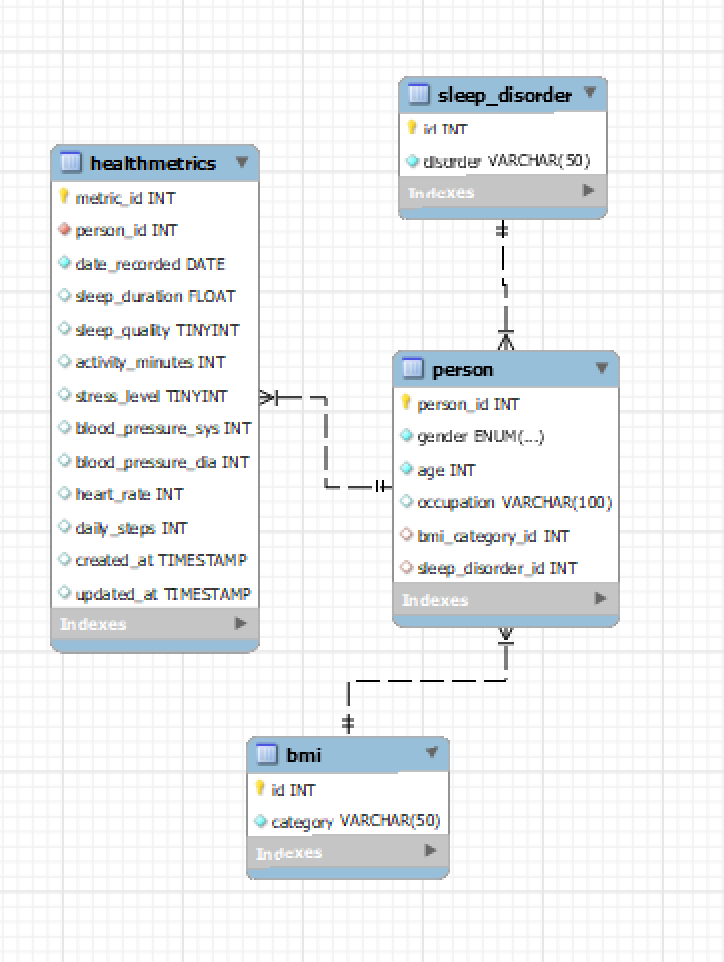 sleep_disorder
id INT
disorder VARCHAR(50)
Indexes
healthmetrics
metric_id INT
person_id INT
date_recorded DATE
sleep_duration FLOAT
sleep_quality TINYINT
activity_minutes INT
stress_level TINYINT
blood_pressure_sys INT
blood_pressure_dia INT
heart_rate INT
daily_steps INT
created_at TIMESTAMP
updated_at TIMESTAMP
Indexes
person
person_id INT
gender ENUM(...)
age INT
occupation VARCHAR(100)
bmi_category_id INT
sleep_disorder_id INT
Indexes
bmi
id INT
category VARCHAR(50)
Indexes